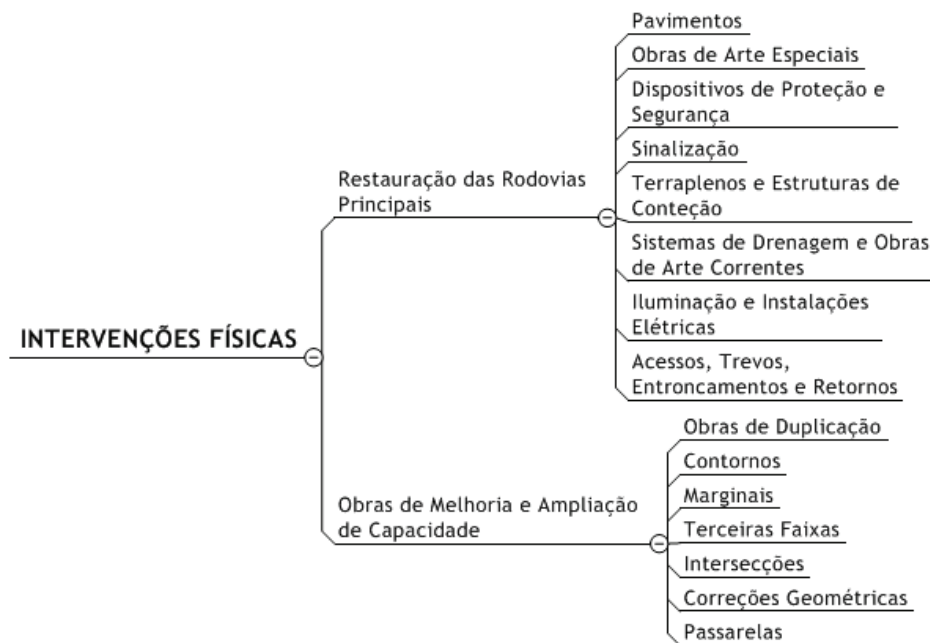 INTERVENÇÕES FÍSICAS
Restauração das Rodovias
Principais
Pavimentos
Obras de Arte Especiais
Dispositivos de Proteção e
Segurança
Sinalização
Terraplenos e Estruturas de
Conteção
Sistemas de Drenagem e Obras
de Arte Correntes
Iluminação e Instalações
Elétricas
Acessos, Trevos,
Entroncamentos e Retornos
Obras de Melhoria e Ampliação
de Capacidade
Obras de Duplicação
Contornos
Marginais
Terceiras Faixas
Intersecções
Correções Geométricas
Passarelas